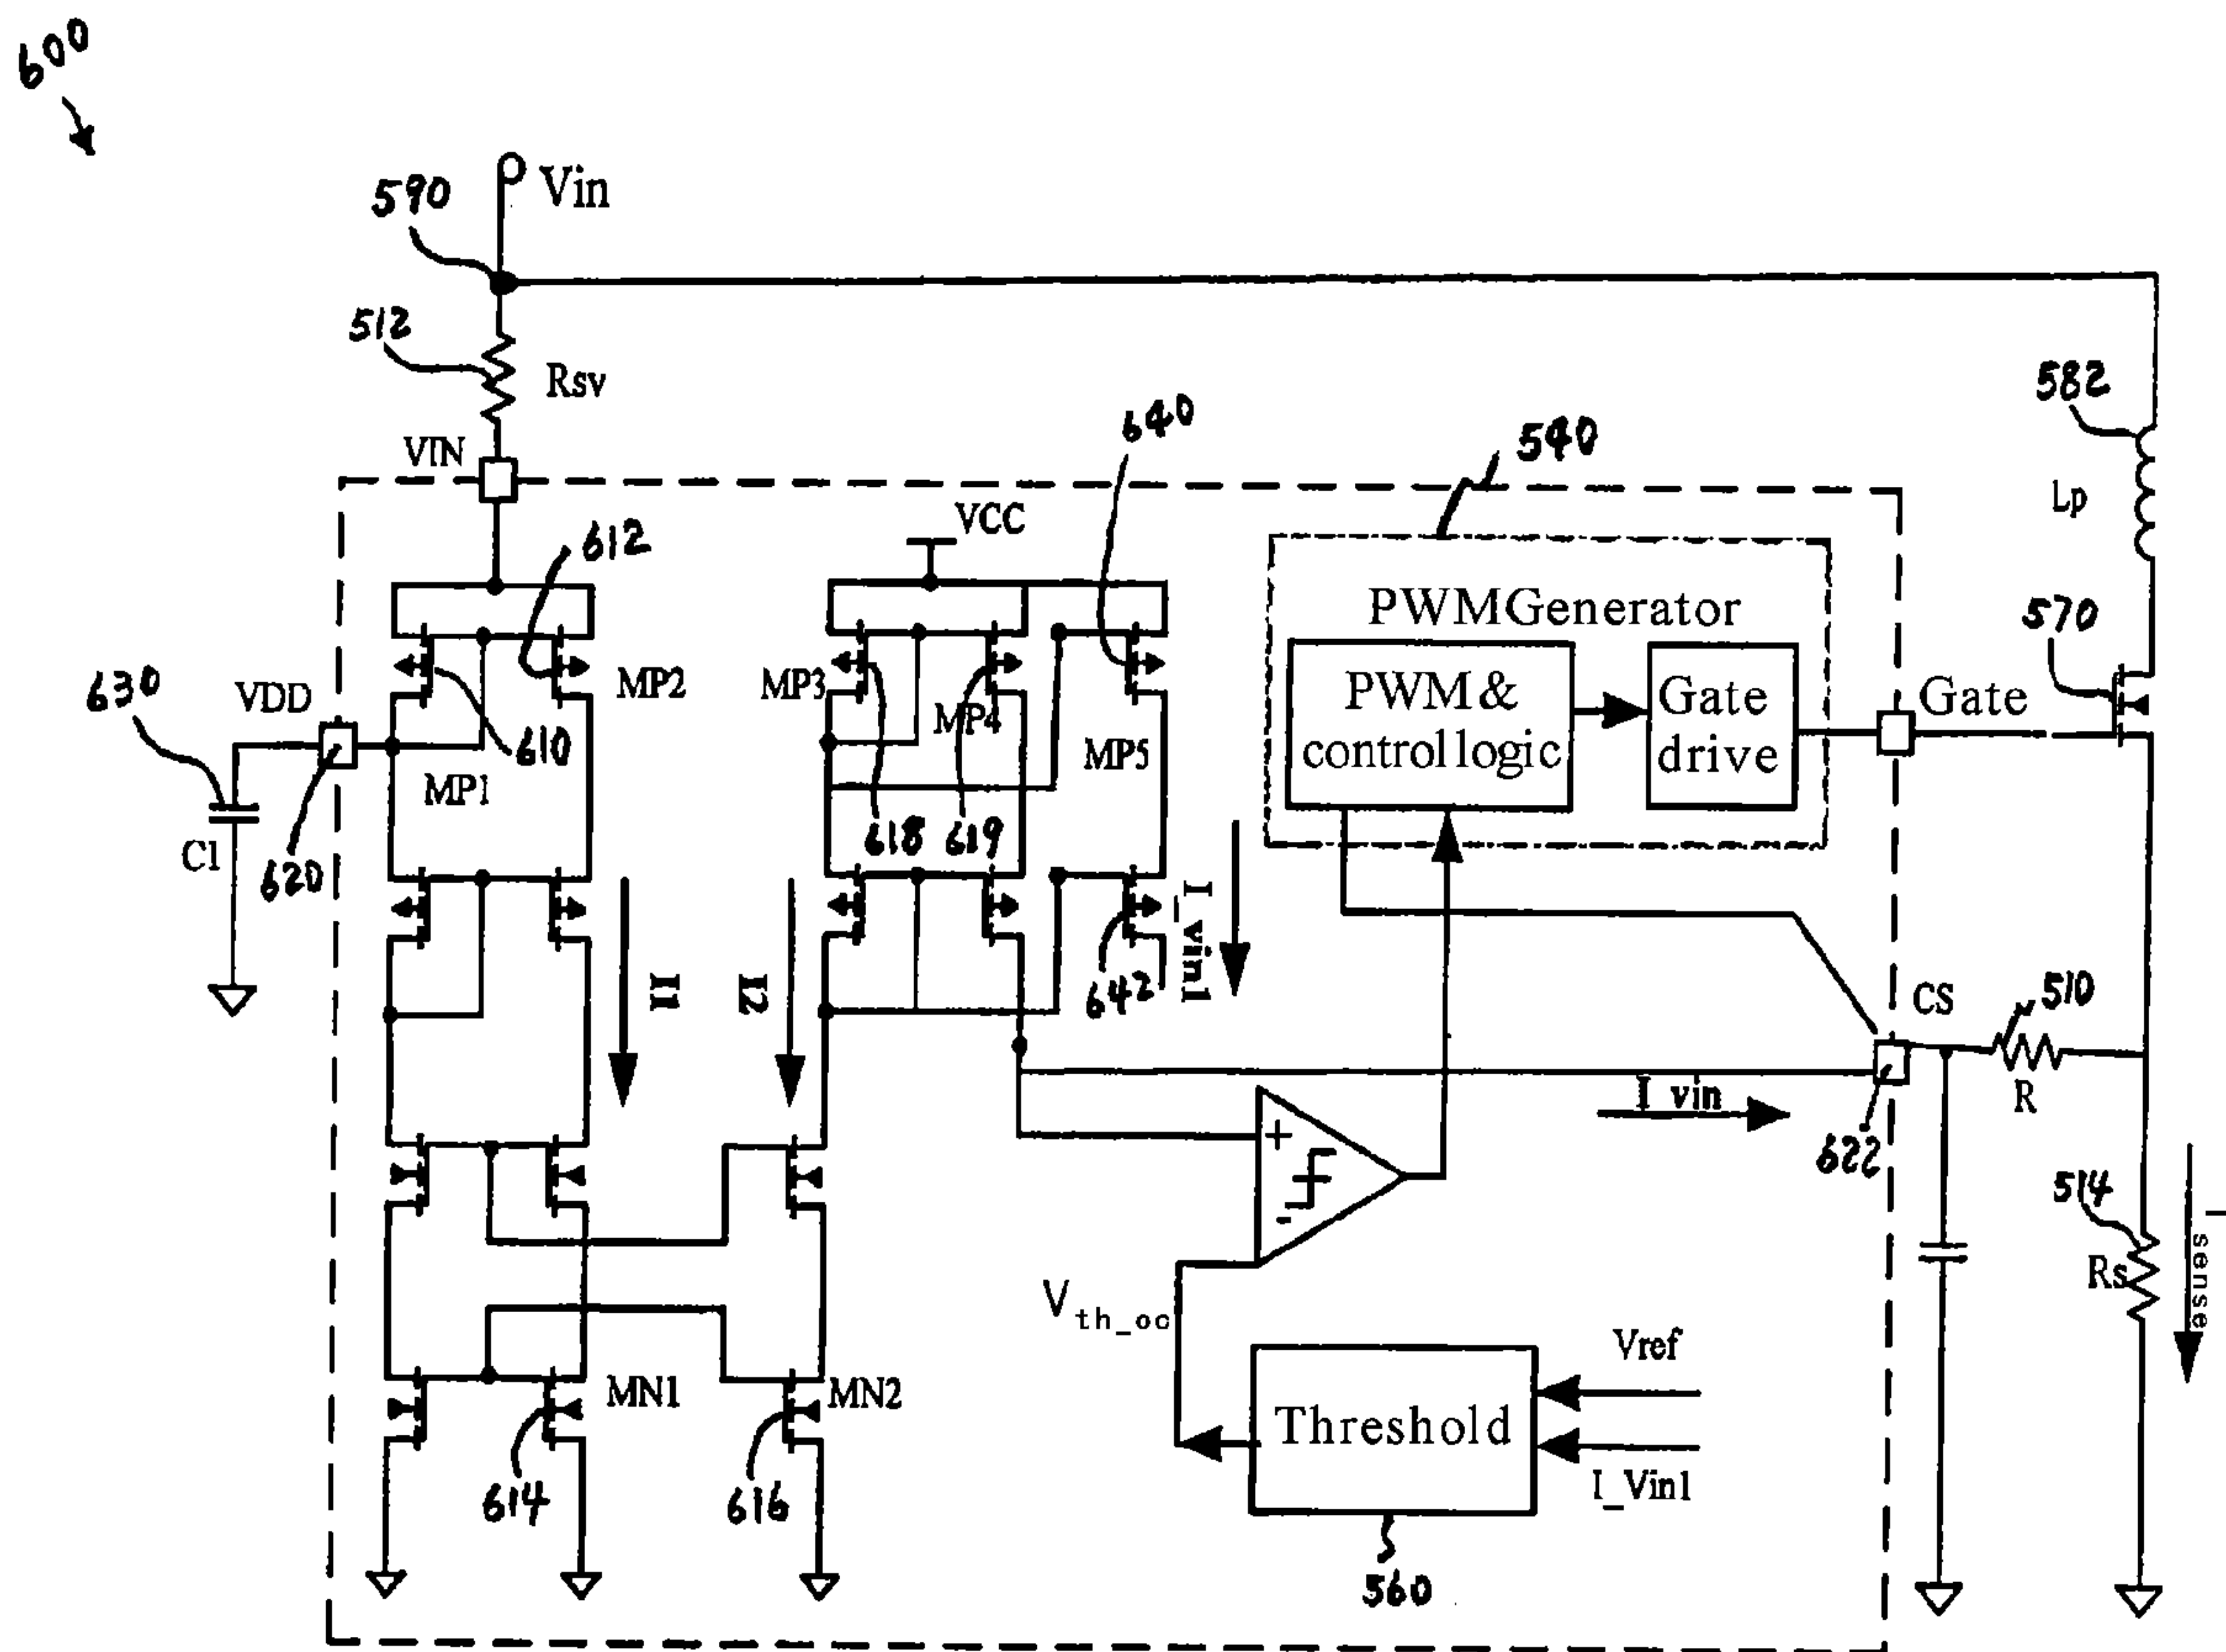 600
590
Vin
512
Rsv
VIN
582
Lp
640
540
VCC
612
PWMGenerator
570
630
VDD
MP2
MP3
PWM &
control logic
Gate
drive
Gate
610
MP4
MP5
MP1
C1
620
618
619
I1
I2
642
I_vin1
CS
510
R
I_vin
622
+
-
514
Rs
I_sense
Vth_oc
MN1
MN2
614
616
Threshold
Vref
I_Vin1
560